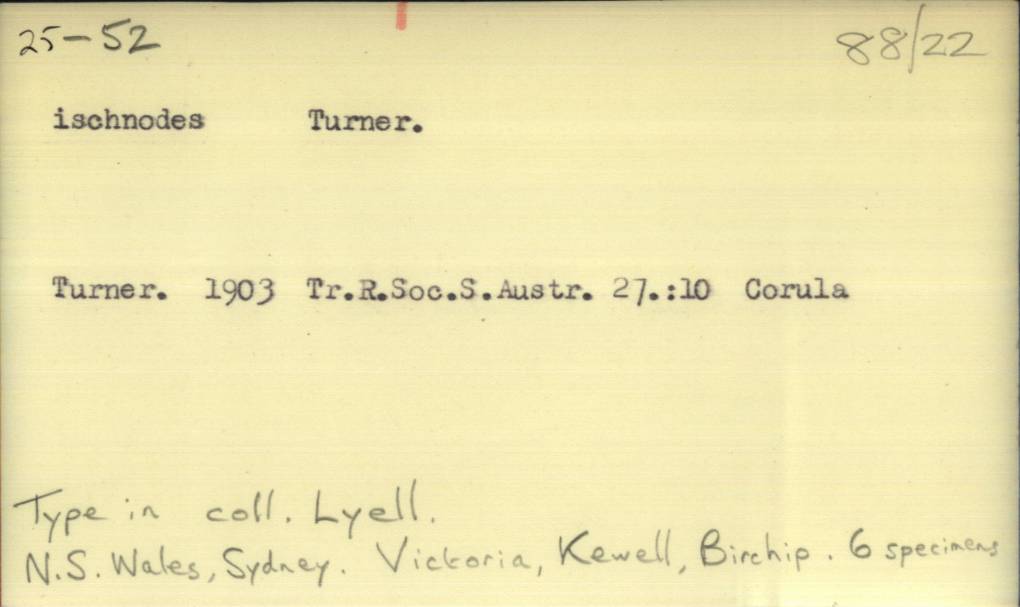 25-52 88/22
ischnodes Turner.
Turner. 1903 Tr.R.Soc.S.Austr. 27.:10 Corula
Type in coll. Lyell.
N.S. Wales, Sydney. Victoria, Kewell, Birchip. 6 specimens